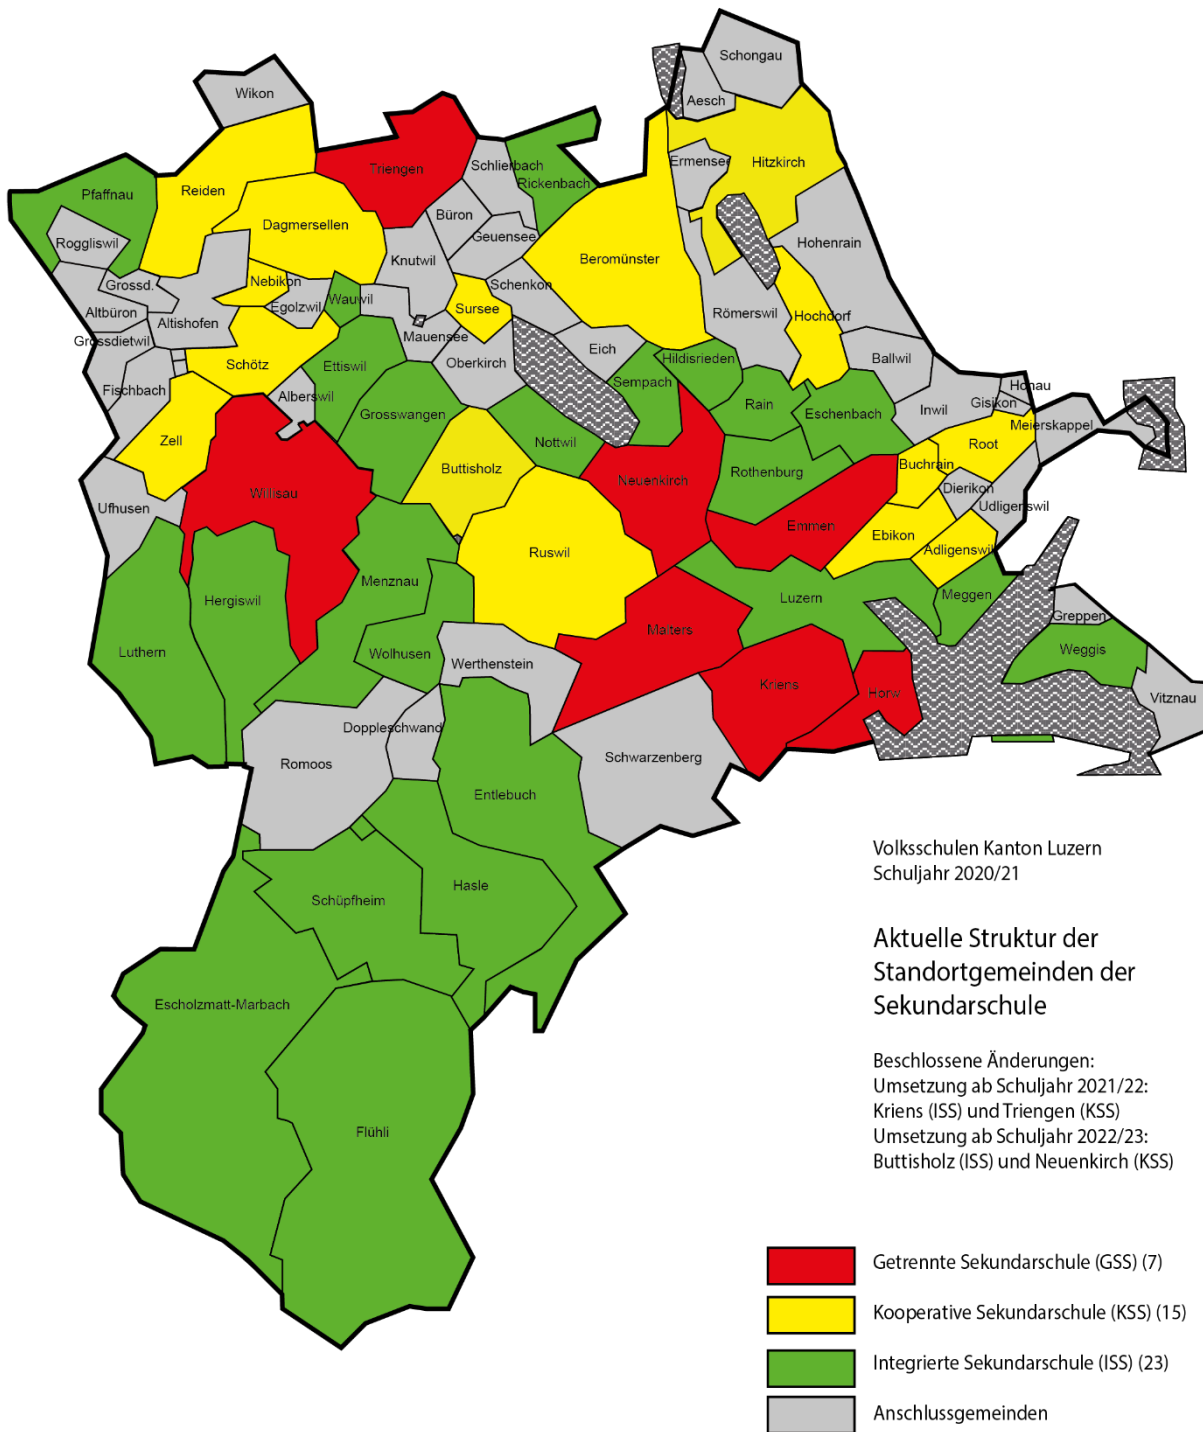 Schongau
Wikon
Aesch
Ermensee
Hitzkirch
Triengen
Schlierbach
Rickenbach
Pfaffnau
Reiden
Büron
Dagmersellen
Geuensee
Roggliswil
Hohenrain
Knutwil
Beromünster
Grossd.
Nebikon
Schenkon
Wauwil
Egolzwil
Sursee
Altbüron
Altishofen
Römerswil
Hochdorf
Grossdietwil
Mauensee
Eich
Hildisrieden
Ballwil
Schötz
Ettiswil
Oberkirch
Sempach
Honau
Fischbach
Alberswil
Gisikon
Grosswangen
Rain
Eschenbach
Inwil
Meierskappel
Zell
Nottwil
Root
Buttisholz
Buchrain
Rothenburg
Neuenkirch
Dierikon
Willisau
Ufhusen
Udligenswil
Emmen
Ebikon
Ruswil
Adligenswil
Menznau
Hergiswil
Luzern
Meggen
Greppen
Malters
Luthern
Wolhusen
Werthenstein
Weggis
Kriens
Horw
Vitznau
Doppleschwand
Romoos
Schwarzenberg
Entlebuch
Hasle
Schüpfheim
Escholzmatt-Marbach
Flühli
Volksschulen Kanton Luzern
Schuljahr 2020/21
Aktuelle Struktur der
Standortgemeinden der
Sekundarschule
Beschlossene Änderungen:
Umsetzung ab Schuljahr 2021/22:
Kriens (ISS) und Triengen (KSS)
Umsetzung ab Schuljahr 2022/23:
Buttisholz (ISS) und Neuenkirch (KSS)
Getrennte Sekundarschule (GSS) (7)
Kooperative Sekundarschule (KSS) (15)
Integrierte Sekundarschule (ISS) (23)
Anschlussgemeinden